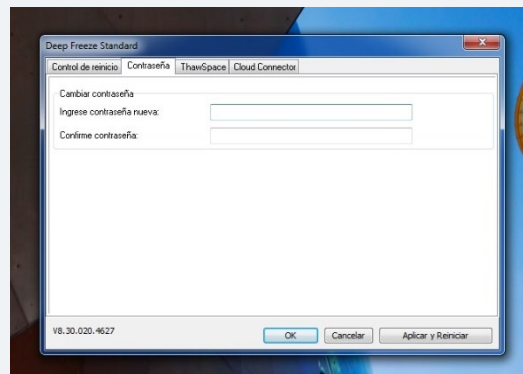 Deep Freeze Standard
Control de reinicio Contraseña ThawSpace Cloud Connector
Cambiar contraseña
Ingrese contraseña nueva:
Confirme contraseña:
V8.30.020.4627 OK Cancelar Aplicar y Reiniciar